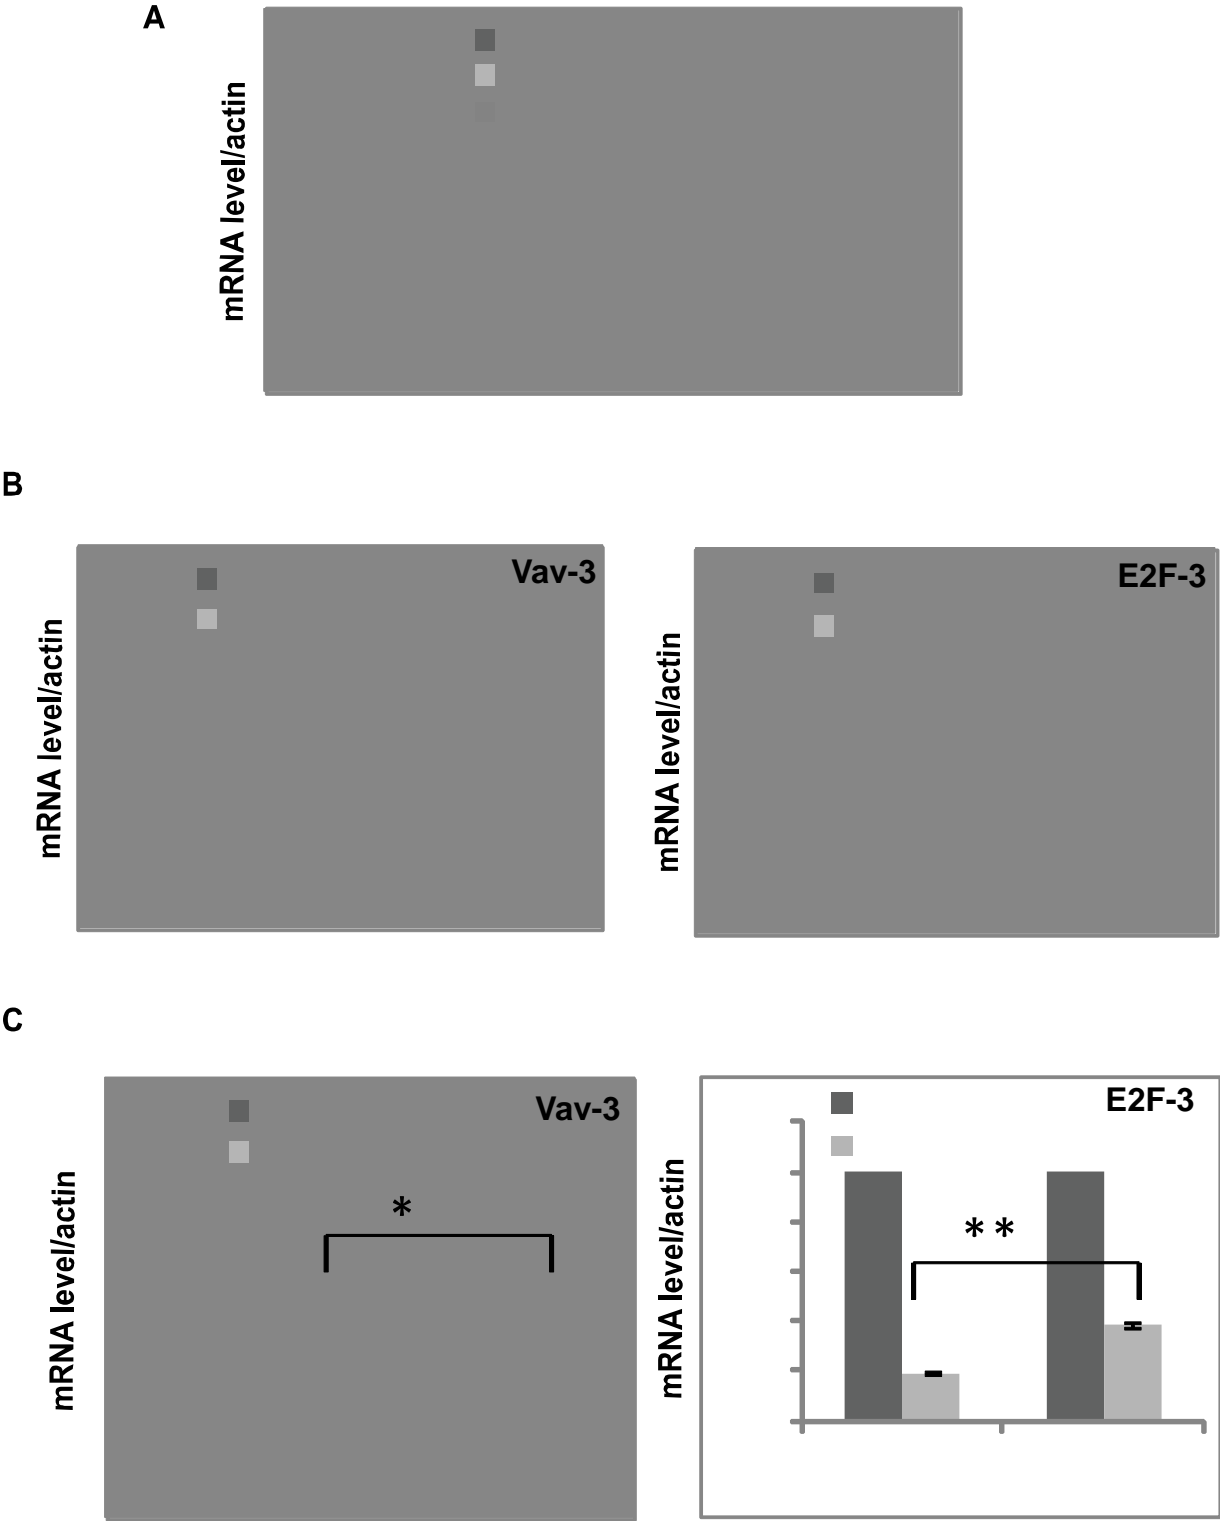 A
mRNA level/actin
B
Vav-3
mRNA level/actin
E2F-3
mRNA level/actin
C
Vav-3
*
mRNA level/actin
E2F-3
**
mRNA level/actin